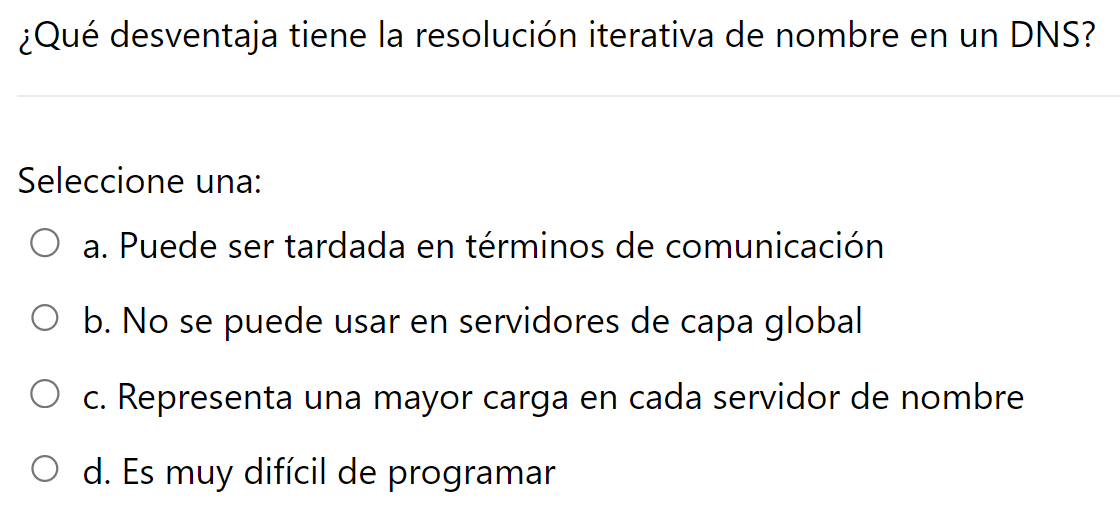 ¿Qué desventaja tiene la resolución iterativa de nombre en un DNS?
Seleccione una:
a. Puede ser tardada en términos de comunicación
b. No se puede usar en servidores de capa global
c. Representa una mayor carga en cada servidor de nombre
d. Es muy difícil de programar